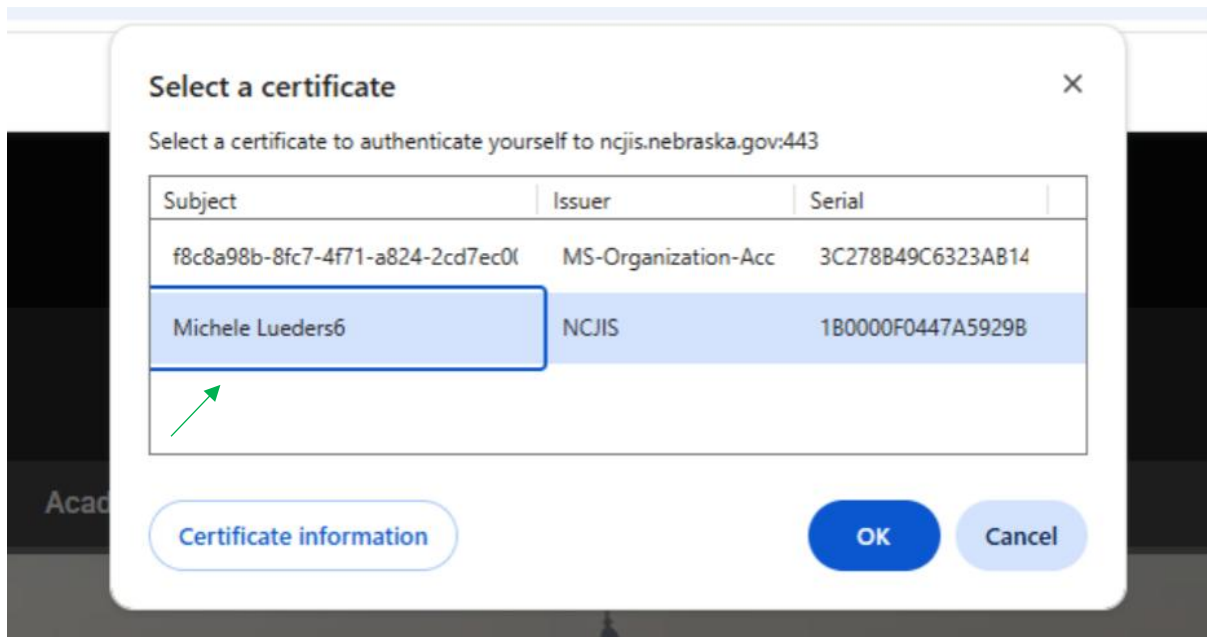 Select a certificate
Select a certificate to authenticate yourself to ncjis.nebraska.gov:443
Subject Issuer Serial
f8c8a98b-8fc7-4f71-a824-2cd7ec0( MS-Organization-Acc 3C278B49C6323AB14
Michele Lueders6 NCJIS 1B0000F0447A5929B
Acad
Certificate information OK Cancel